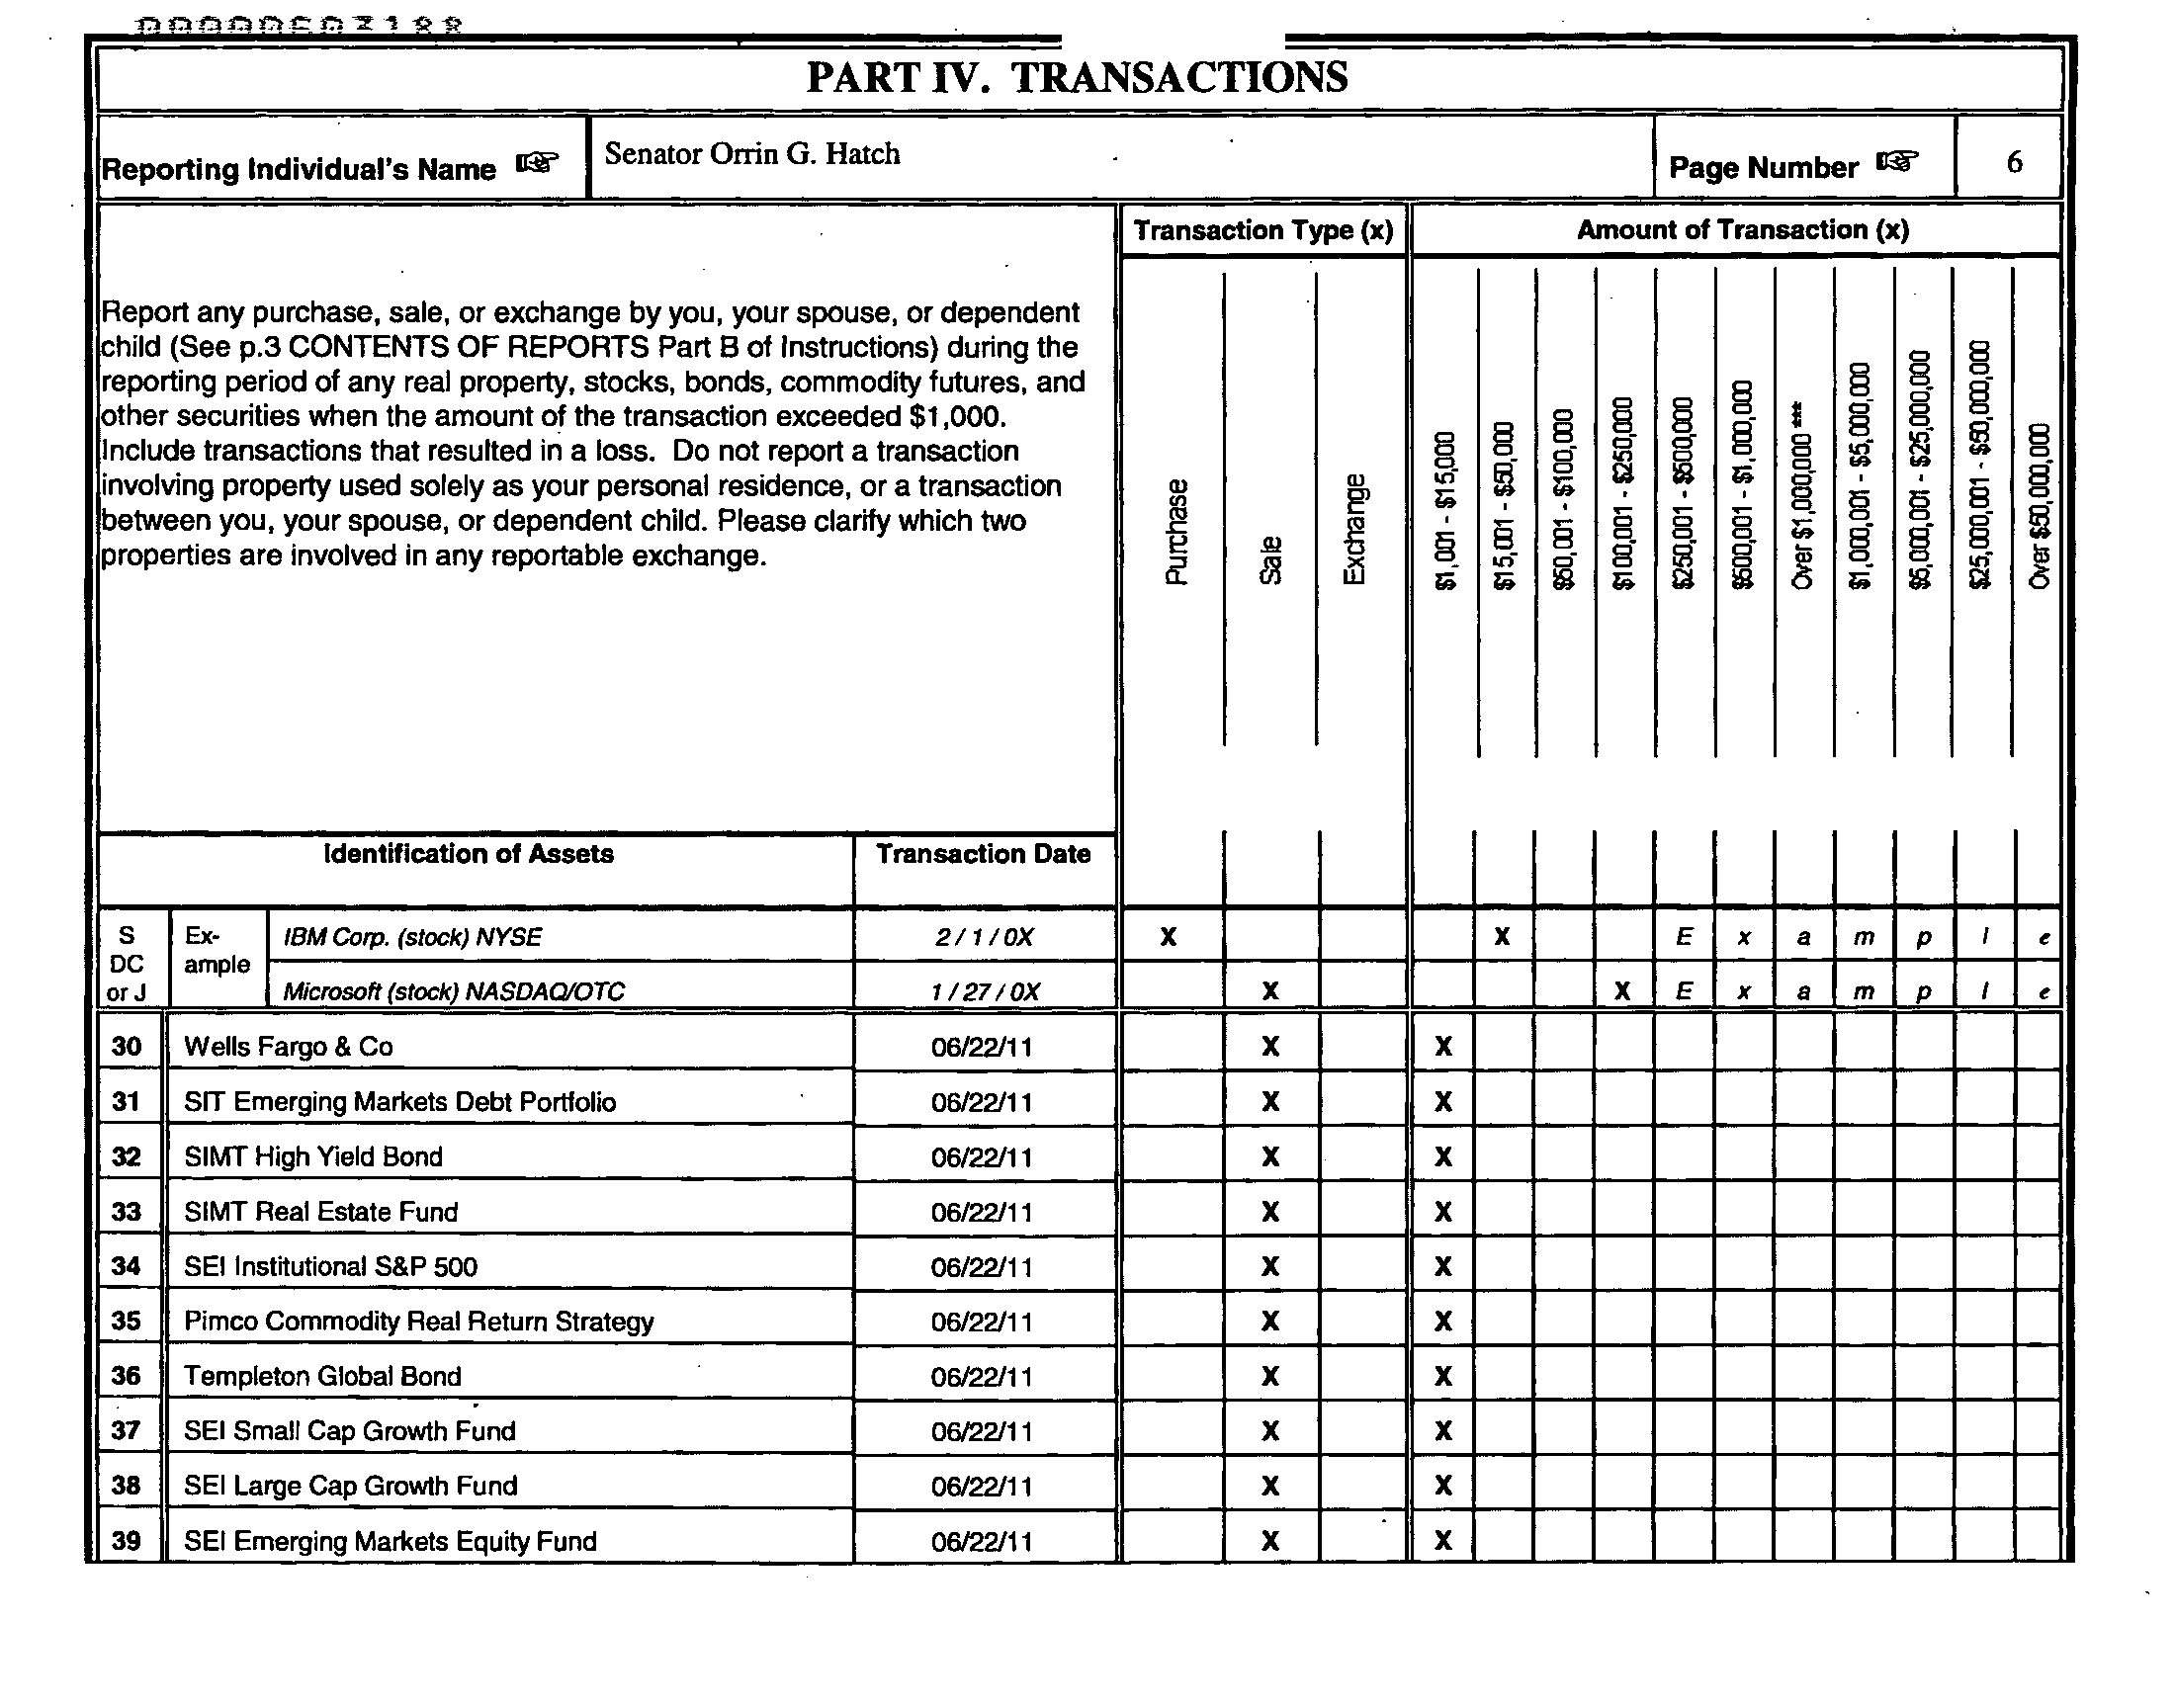 PART IV. TRANSACTIONS
Reporting Individual's Name
Senator Orrin G. Hatch
Page Number
6
Transaction Type (x)
Amount of Transaction (x)
Report any purchase, sale, or exchange by you, your spouse, or dependent
child (See p.3 CONTENTS OF REPORTS Part B of Instructions) during the
reporting period of any real property, stocks, bonds, commodity futures, and
other securities when the amount of the transaction exceeded $1,000.
Include transactions that resulted in a loss. Do not report a transaction
involving property used solely as your personal residence, or a transaction
between you, your spouse, or dependent child. Please clarify which two
properties are involved in any reportable exchange.
Purchase
Sale
Exchange
$1,001 - $15,000
$15,001 - $50,000
$50,001 - $100,000
$100,001 - $250,000
$250,001 - $500,000
$500,001 - $1,000,000
Over $1,000,000 ***
$1,000,001 - $5,000,000
$5,000,001 - $25,000,000
$25,000,001 - $50,000,000
Over $50,000,000
Identification of Assets
Transaction Date
S
DC
or J
Ex-
ample
IBM Corp. (stock) NYSE 2 / 1 / 0X X X E x a m p l e
Microsoft (stock) NASDAQ/OTC 1 / 27 / 0X X X E x a m p l e
30 Wells Fargo & Co 06/22/11 X X
31 SIT Emerging Markets Debt Portfolio 06/22/11 X X
32 SIMT High Yield Bond 06/22/11 X X
33 SIMT Real Estate Fund 06/22/11 X X
34 SEI Institutional S&P 500 06/22/11 X X
35 Pimco Commodity Real Return Strategy 06/22/11 X X
36 Templeton Global Bond 06/22/11 X X
37 SEI Small Cap Growth Fund 06/22/11 X X
38 SEI Large Cap Growth Fund 06/22/11 X X
39 SEI Emerging Markets Equity Fund 06/22/11 X X